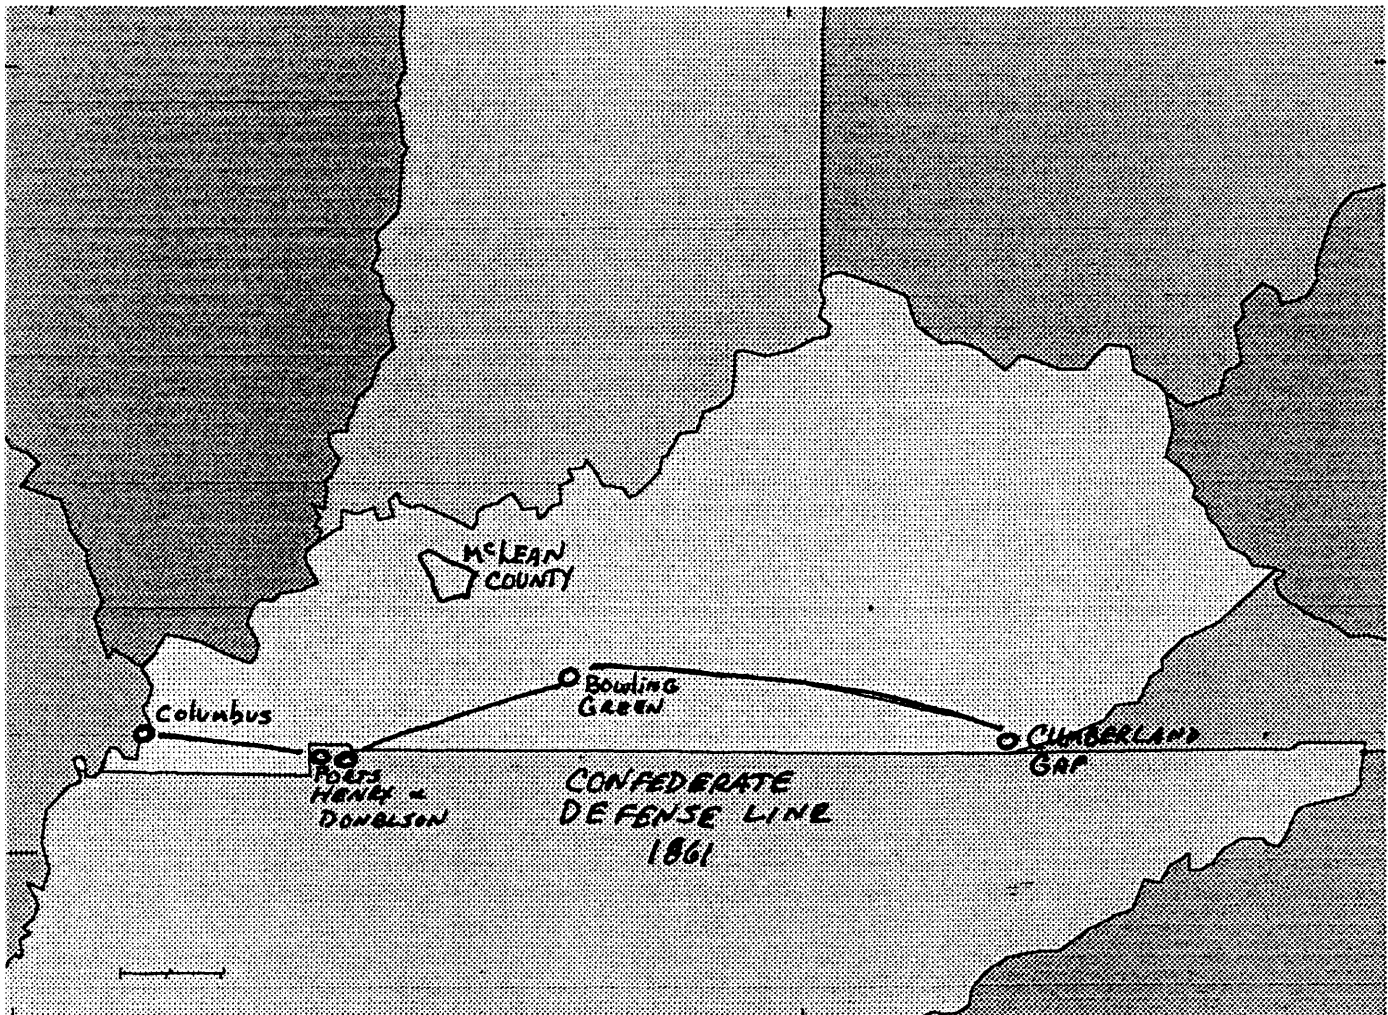 McLEAN
COUNTY
Columbus
Bowling
GREEN
CUMBERLAND
GAP
FORTS
HENRY &
DONELSON
CONFEDERATE
DEFENSE LINE
1861